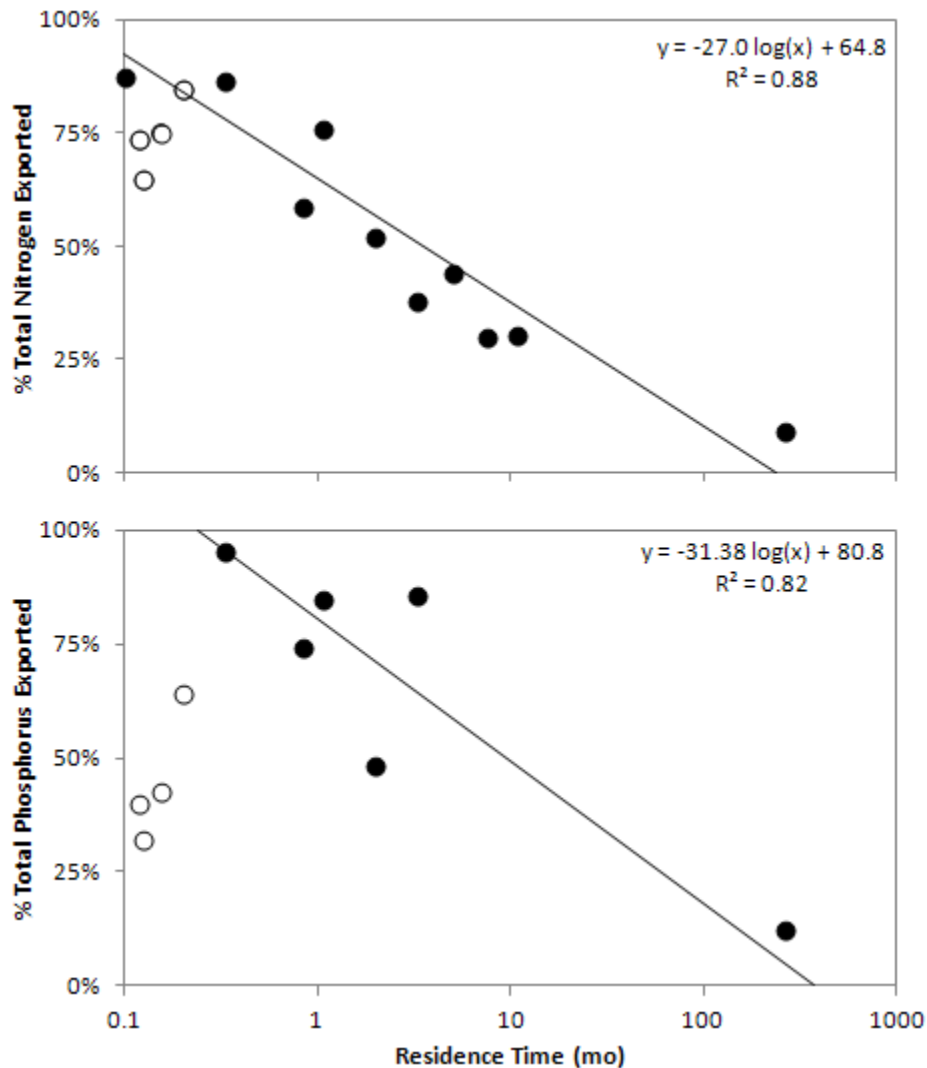 100%
y = -27.0 log(x) + 64.8
R² = 0.88
75%
50%
25%
0%
% Total Nitrogen Exported
100%
y = -31.38 log(x) + 80.8
R² = 0.82
75%
50%
25%
0%
% Total Phosphorus Exported
0.1 1 10 100 1000
Residence Time (mo)